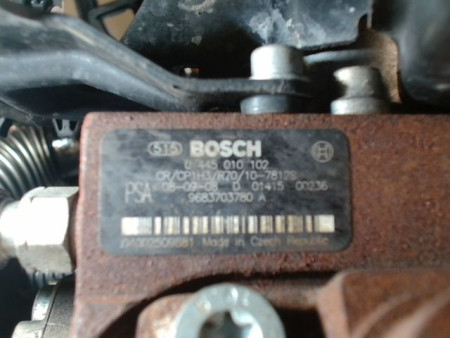 515 BOSCH
0 445 010 102
CR/CP1H3/R70/10-7812S
PSA 08-09-08 D 01415 00236
9683703780 A
Made in Czech Republic